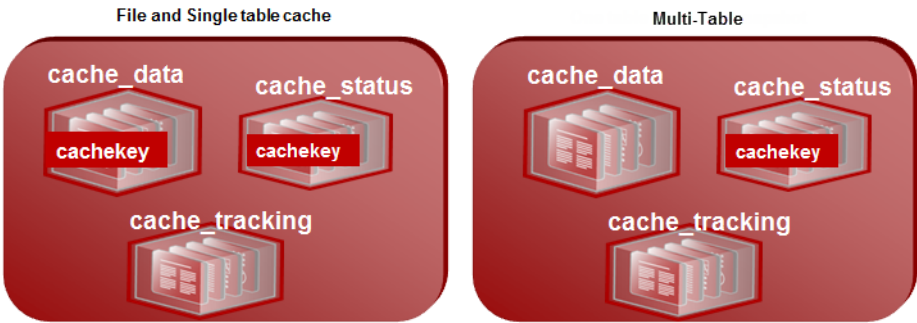 File and Single table cache
cache_data
cache_status
cachekey
cachekey
cache_tracking
Multi-Table
cache_data
cache_status
cachekey
cache_tracking